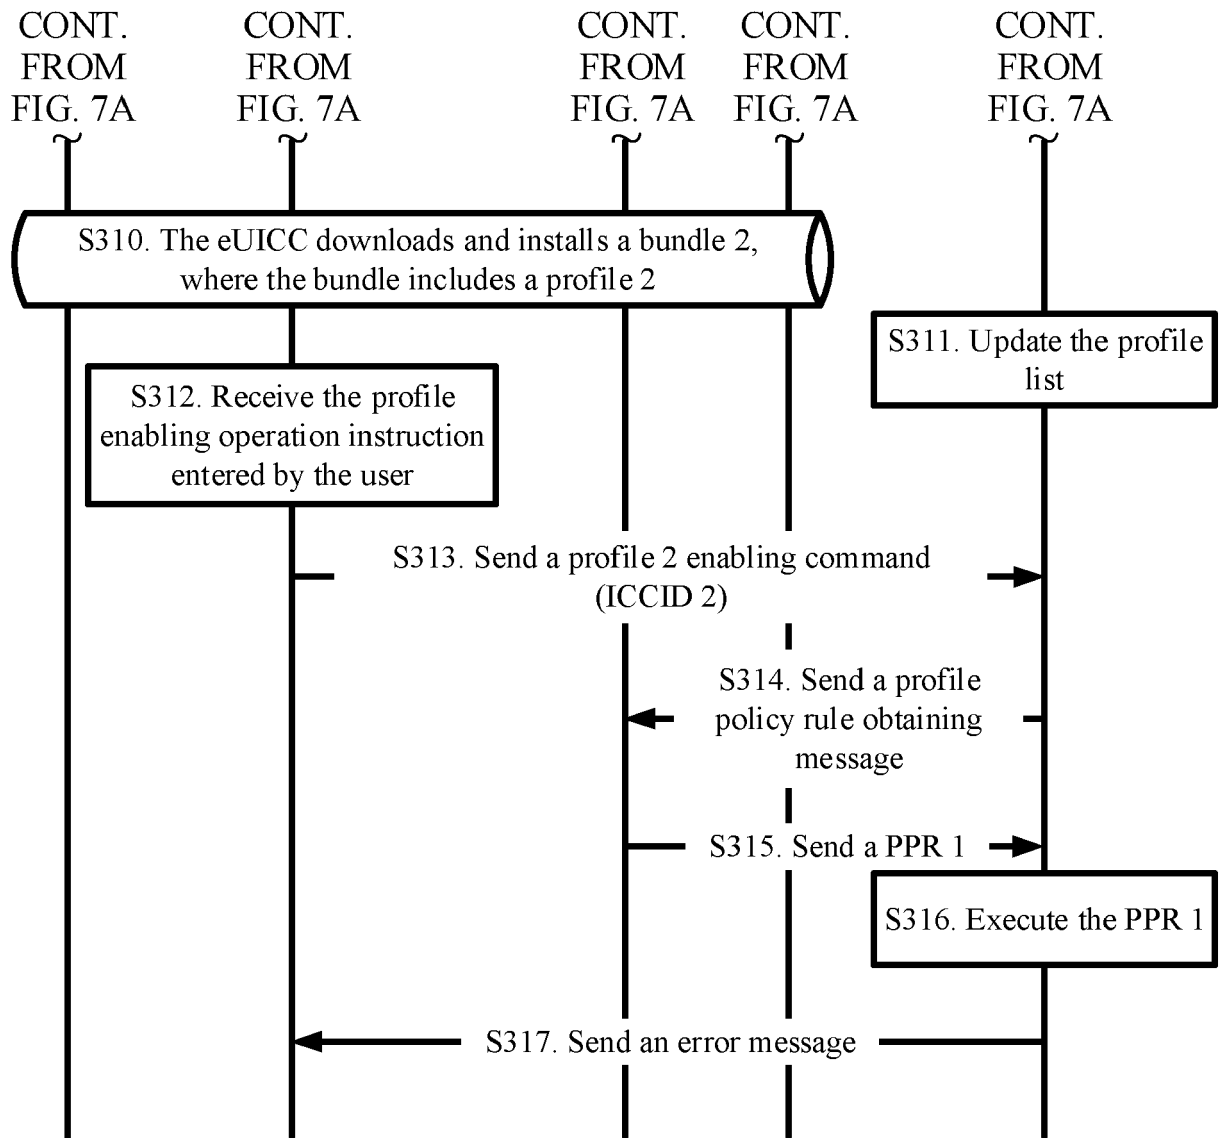 CONT.
FROM
FIG. 7A
CONT.
FROM
FIG. 7A
CONT.
FROM
FIG. 7A
CONT.
FROM
FIG. 7A
CONT.
FROM
FIG. 7A
S310. The eUICC downloads and installs a bundle 2,
where the bundle includes a profile 2
S311. Update the profile
list
S312. Receive the profile
enabling operation instruction
entered by the user
S313. Send a profile 2 enabling command
(ICCID 2)
S314. Send a profile
policy rule obtaining
message
S315. Send a PPR 1
S316. Execute the PPR 1
S317. Send an error message